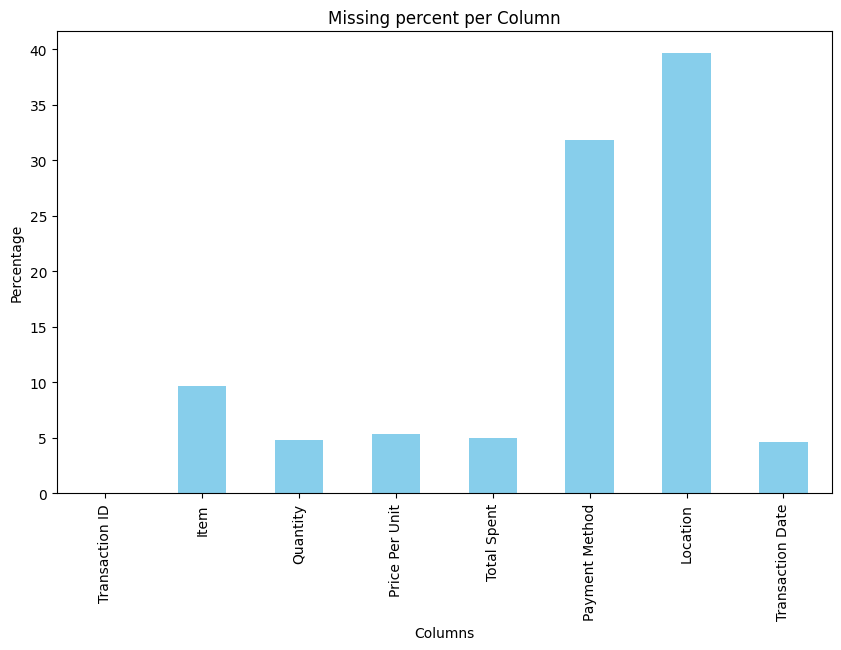 Missing percent per Column
Percentage
40
35
30
25
20
15
10
5
0
Transaction ID
Item
Quantity
Price Per Unit
Total Spent
Payment Method
Location
Transaction Date
Columns